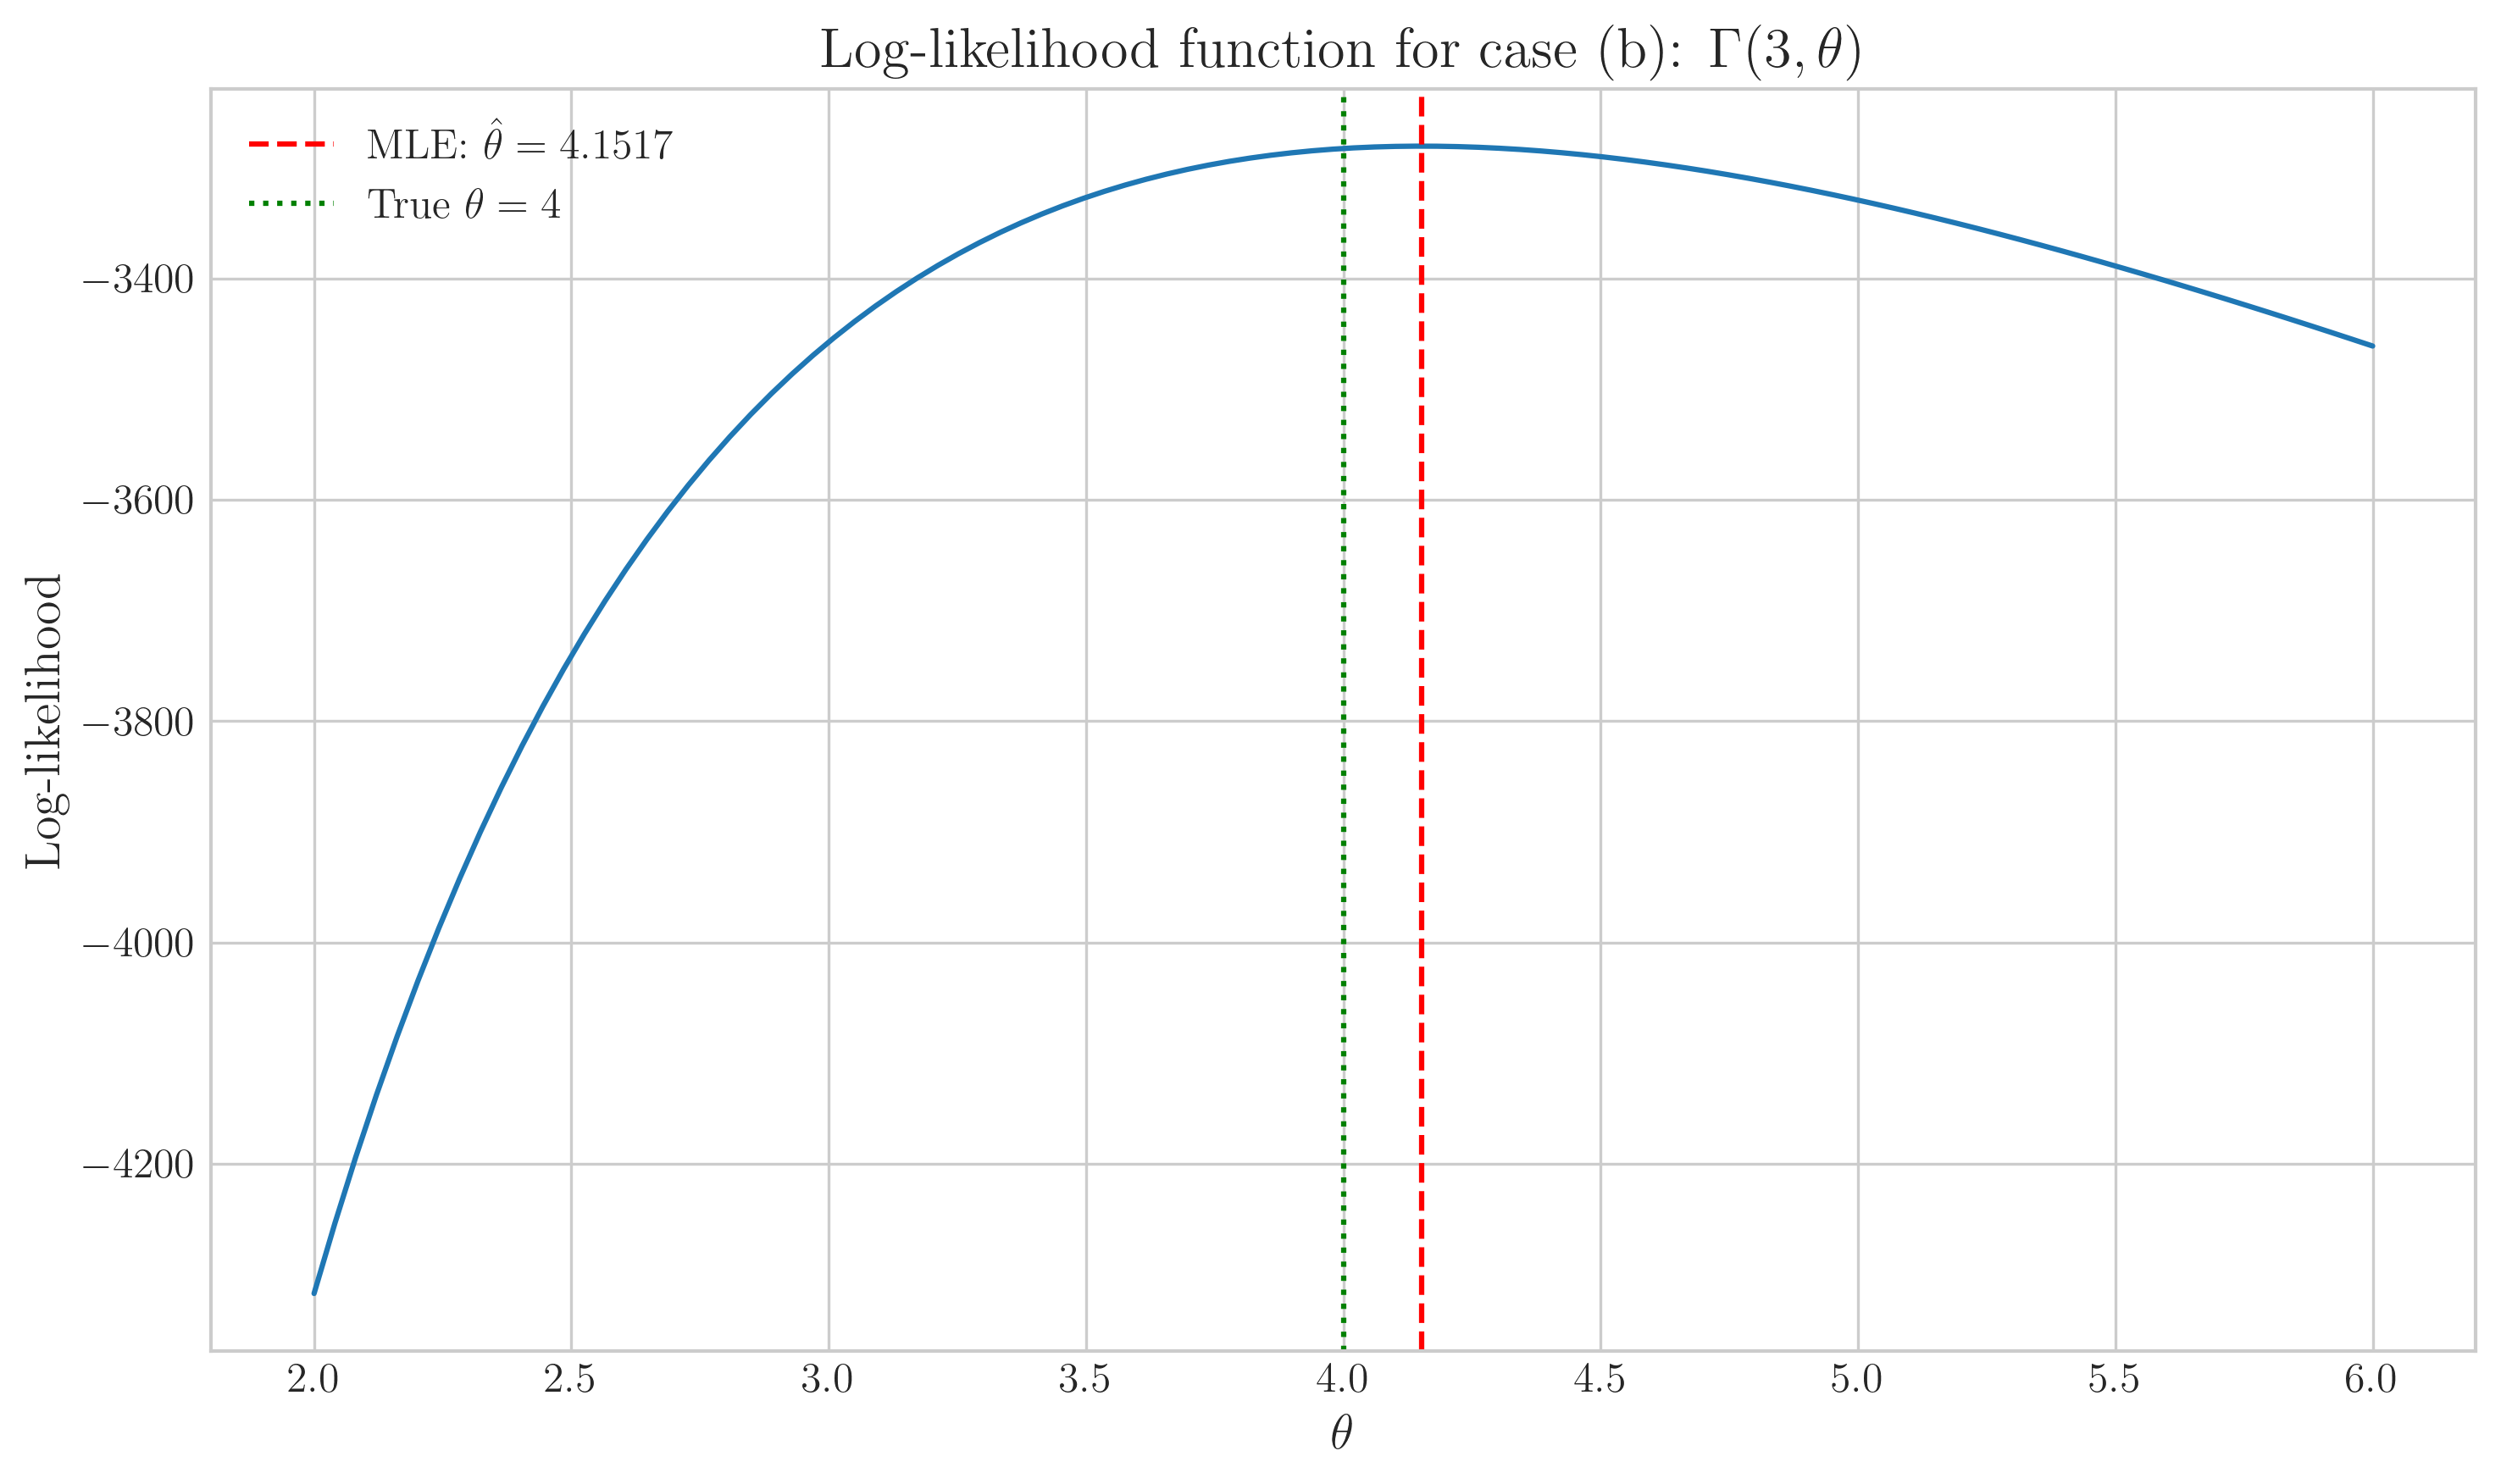 Log-likelihood function for case (b): Γ(3, θ)
MLE: θ̂ = 4.1517
True θ = 4
Log-likelihood
−3400
−3600
−3800
−4000
−4200
2.0 2.5 3.0 3.5 4.0 4.5 5.0 5.5 6.0
θ